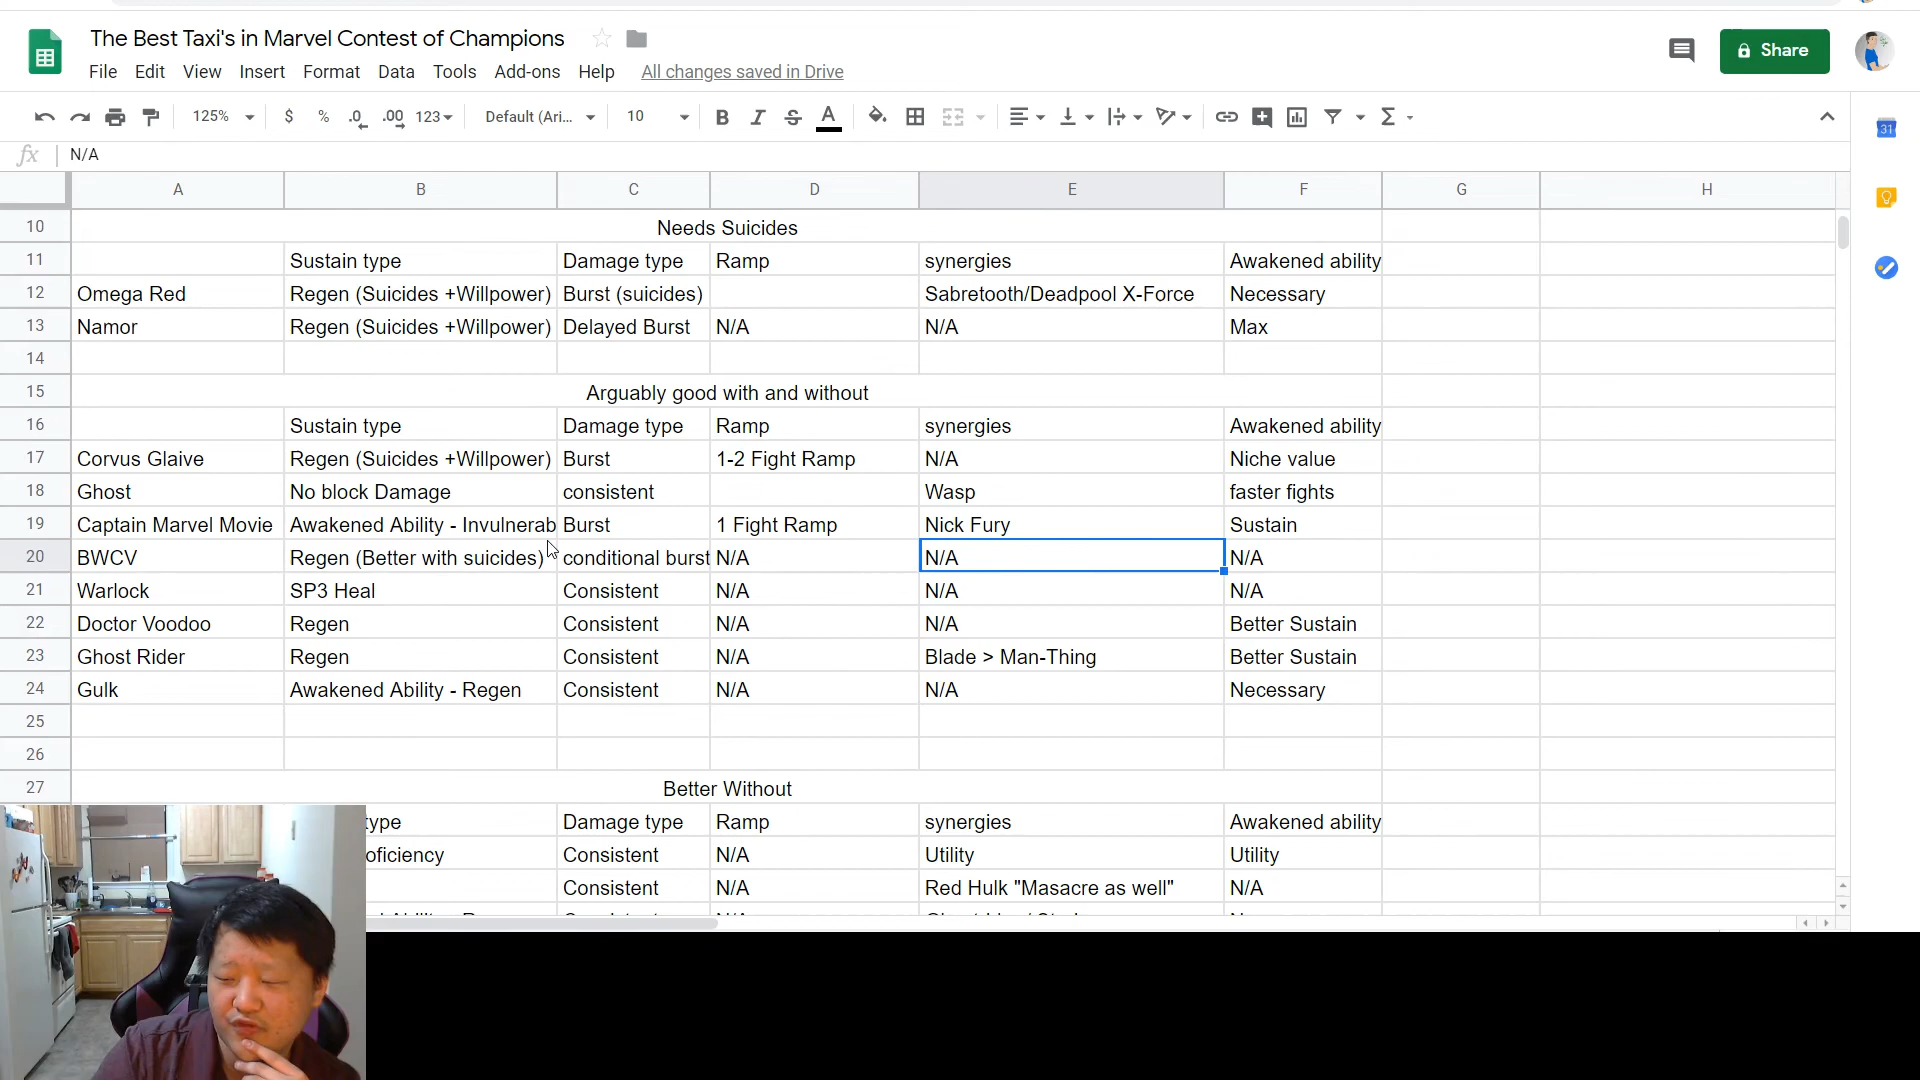 The Best Taxi's in Marvel Contest of Champions
File Edit View Insert Format Data Tools Add-ons Help All changes saved in Drive
Share
125% $ % .0 .00 123 Default (Ari... 10 B I S A
31
fx N/A
A B C D E F G H
10 Needs Suicides
11 Sustain type Damage type Ramp synergies Awakened ability
12 Omega Red Regen (Suicides +Willpower) Burst (suicides) Sabretooth/Deadpool X-Force Necessary
13 Namor Regen (Suicides +Willpower) Delayed Burst N/A N/A Max
14
15 Arguably good with and without
16 Sustain type Damage type Ramp synergies Awakened ability
17 Corvus Glaive Regen (Suicides +Willpower) Burst 1-2 Fight Ramp N/A Niche value
18 Ghost No block Damage consistent Wasp faster fights
19 Captain Marvel Movie Awakened Ability - Invulnerab Burst 1 Fight Ramp Nick Fury Sustain
20 BWCV Regen (Better with suicides) conditional burst N/A N/A N/A
21 Warlock SP3 Heal Consistent N/A N/A N/A
22 Doctor Voodoo Regen Consistent N/A N/A Better Sustain
23 Ghost Rider Regen Consistent N/A Blade > Man-Thing Better Sustain
24 Gulk Awakened Ability - Regen Consistent N/A N/A Necessary
25
26
27 Better Without
type Damage type Ramp synergies Awakened ability
oficiency Consistent N/A Utility Utility
Consistent N/A Red Hulk "Masacre as well" N/A